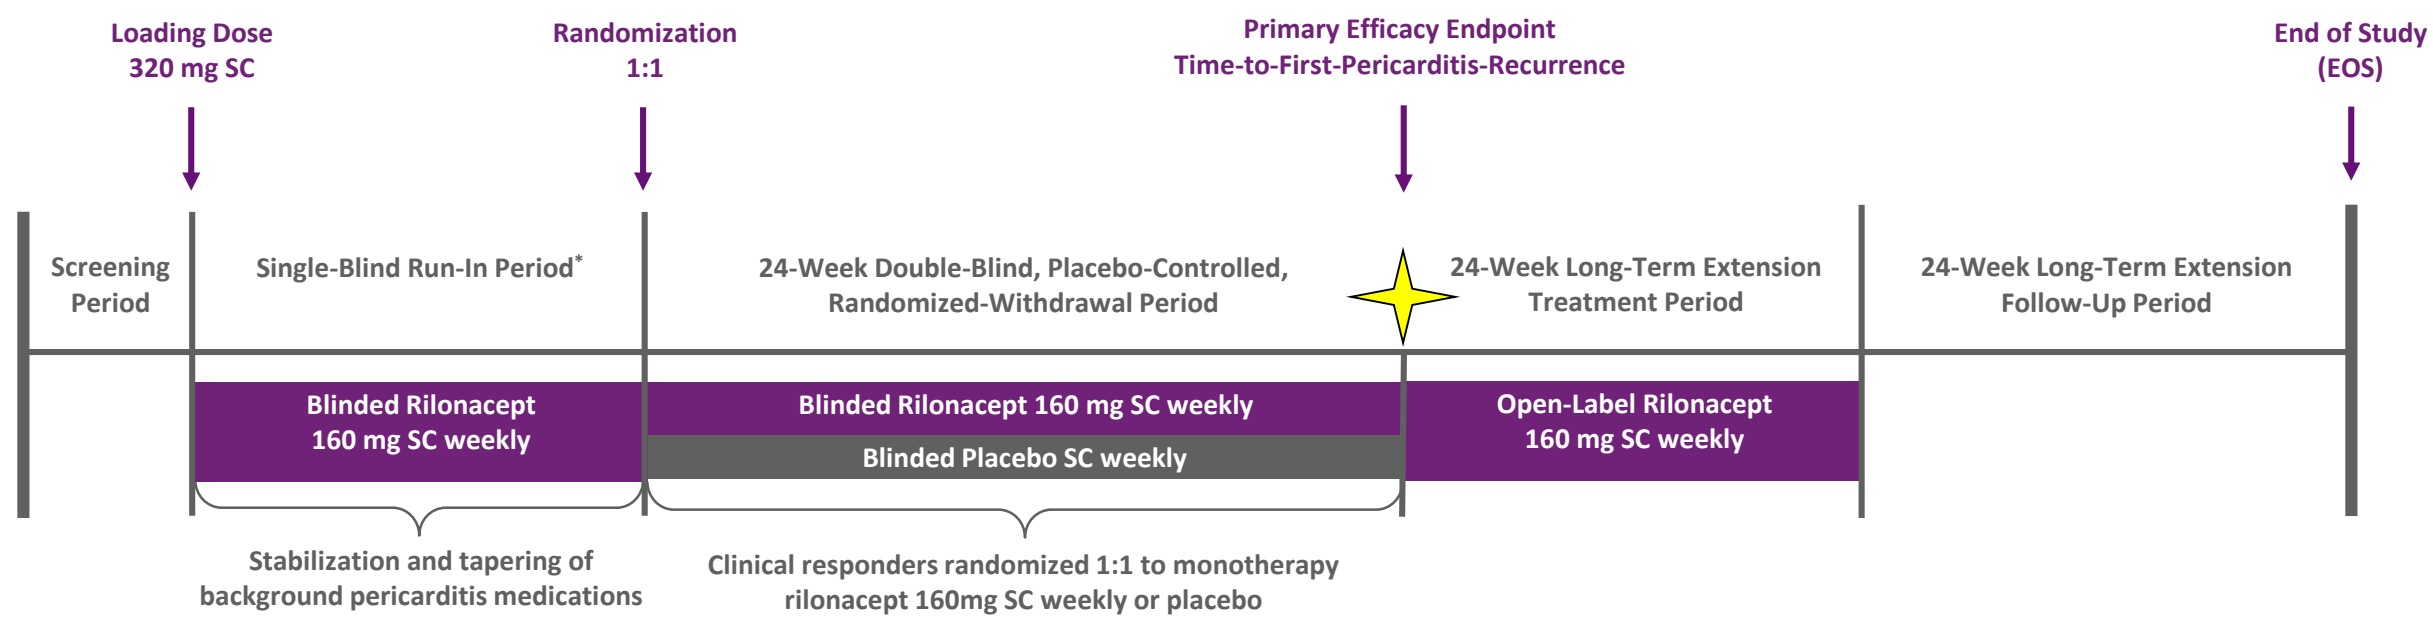 Loading Dose
320 mg SC
Randomization
1:1
Primary Efficacy Endpoint
Time-to-First-Pericarditis-Recurrence
End of Study
(EOS)
Screening
Period
Single-Blind Run-In Period*
24-Week Double-Blind, Placebo-Controlled,
Randomized-Withdrawal Period
24-Week Long-Term Extension
Treatment Period
24-Week Long-Term Extension
Follow-Up Period
Blinded Rilonacept
160 mg SC weekly
Blinded Rilonacept 160 mg SC weekly
Blinded Placebo SC weekly
Open-Label Rilonacept
160 mg SC weekly
Stabilization and tapering of
background pericarditis medications
Clinical responders randomized 1:1 to monotherapy
rilonacept 160mg SC weekly or placebo